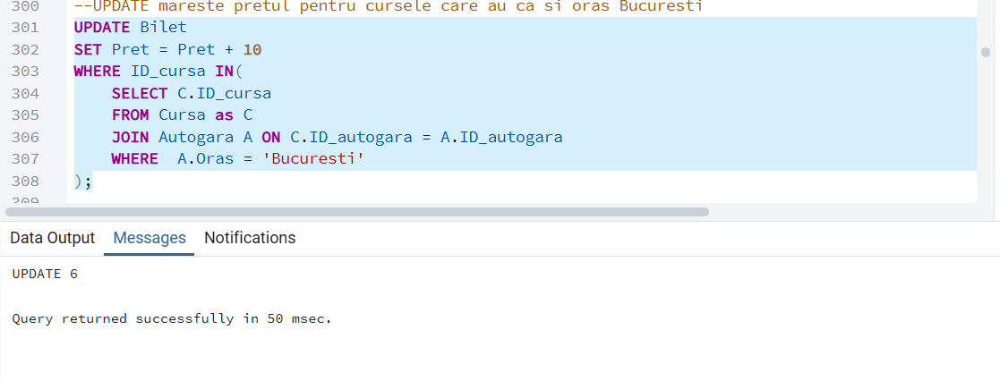 300 --UPDATE mareste pretul pentru cursele care au ca si oras Bucuresti
301 UPDATE Bilet
302 SET Pret = Pret + 10
303 WHERE ID_cursa IN(
304 SELECT C.ID_cursa
305 FROM Cursa as C
306 JOIN Autogara A ON C.ID_autogara = A.ID_autogara
307 WHERE  A.Oras = 'Bucuresti'
308 );
309
Data Output Messages Notifications
UPDATE 6
Query returned successfully in 50 msec.